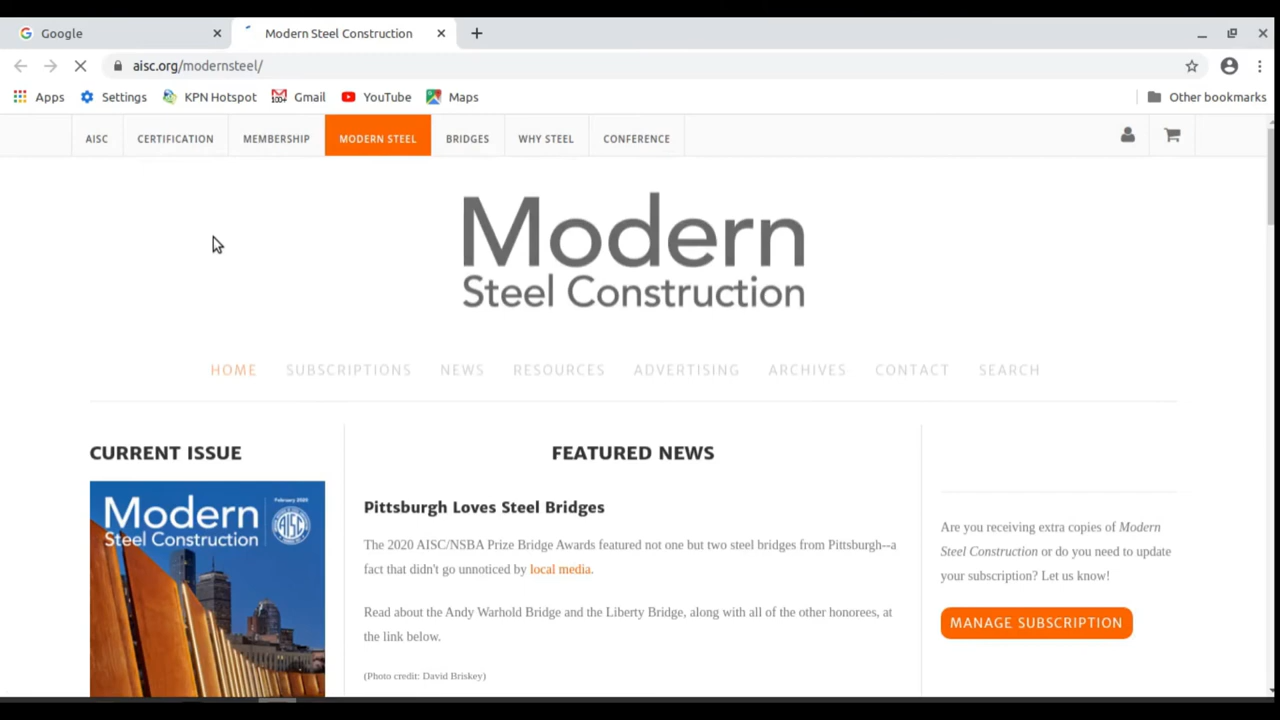 Google
Modern Steel Construction
aisc.org/modernsteel/
Apps Settings KPN Hotspot 100+ Gmail YouTube Maps Other bookmarks
AISC CERTIFICATION MEMBERSHIP MODERN STEEL BRIDGES WHY STEEL CONFERENCE
Modern
Steel Construction
HOME SUBSCRIPTIONS NEWS RESOURCES ADVERTISING ARCHIVES CONTACT SEARCH
CURRENT ISSUE
February 2020
Modern
Steel Construction
AISC
FEATURED NEWS
Pittsburgh Loves Steel Bridges
The 2020 AISC/NSBA Prize Bridge Awards featured not one but two steel bridges from Pittsburgh--a
fact that didn't go unnoticed by local media.
Read about the Andy Warhold Bridge and the Liberty Bridge, along with all of the other honorees, at
the link below.
(Photo credit: David Briskey)
Are you receiving extra copies of Modern
Steel Construction or do you need to update
your subscription? Let us know!
MANAGE SUBSCRIPTION